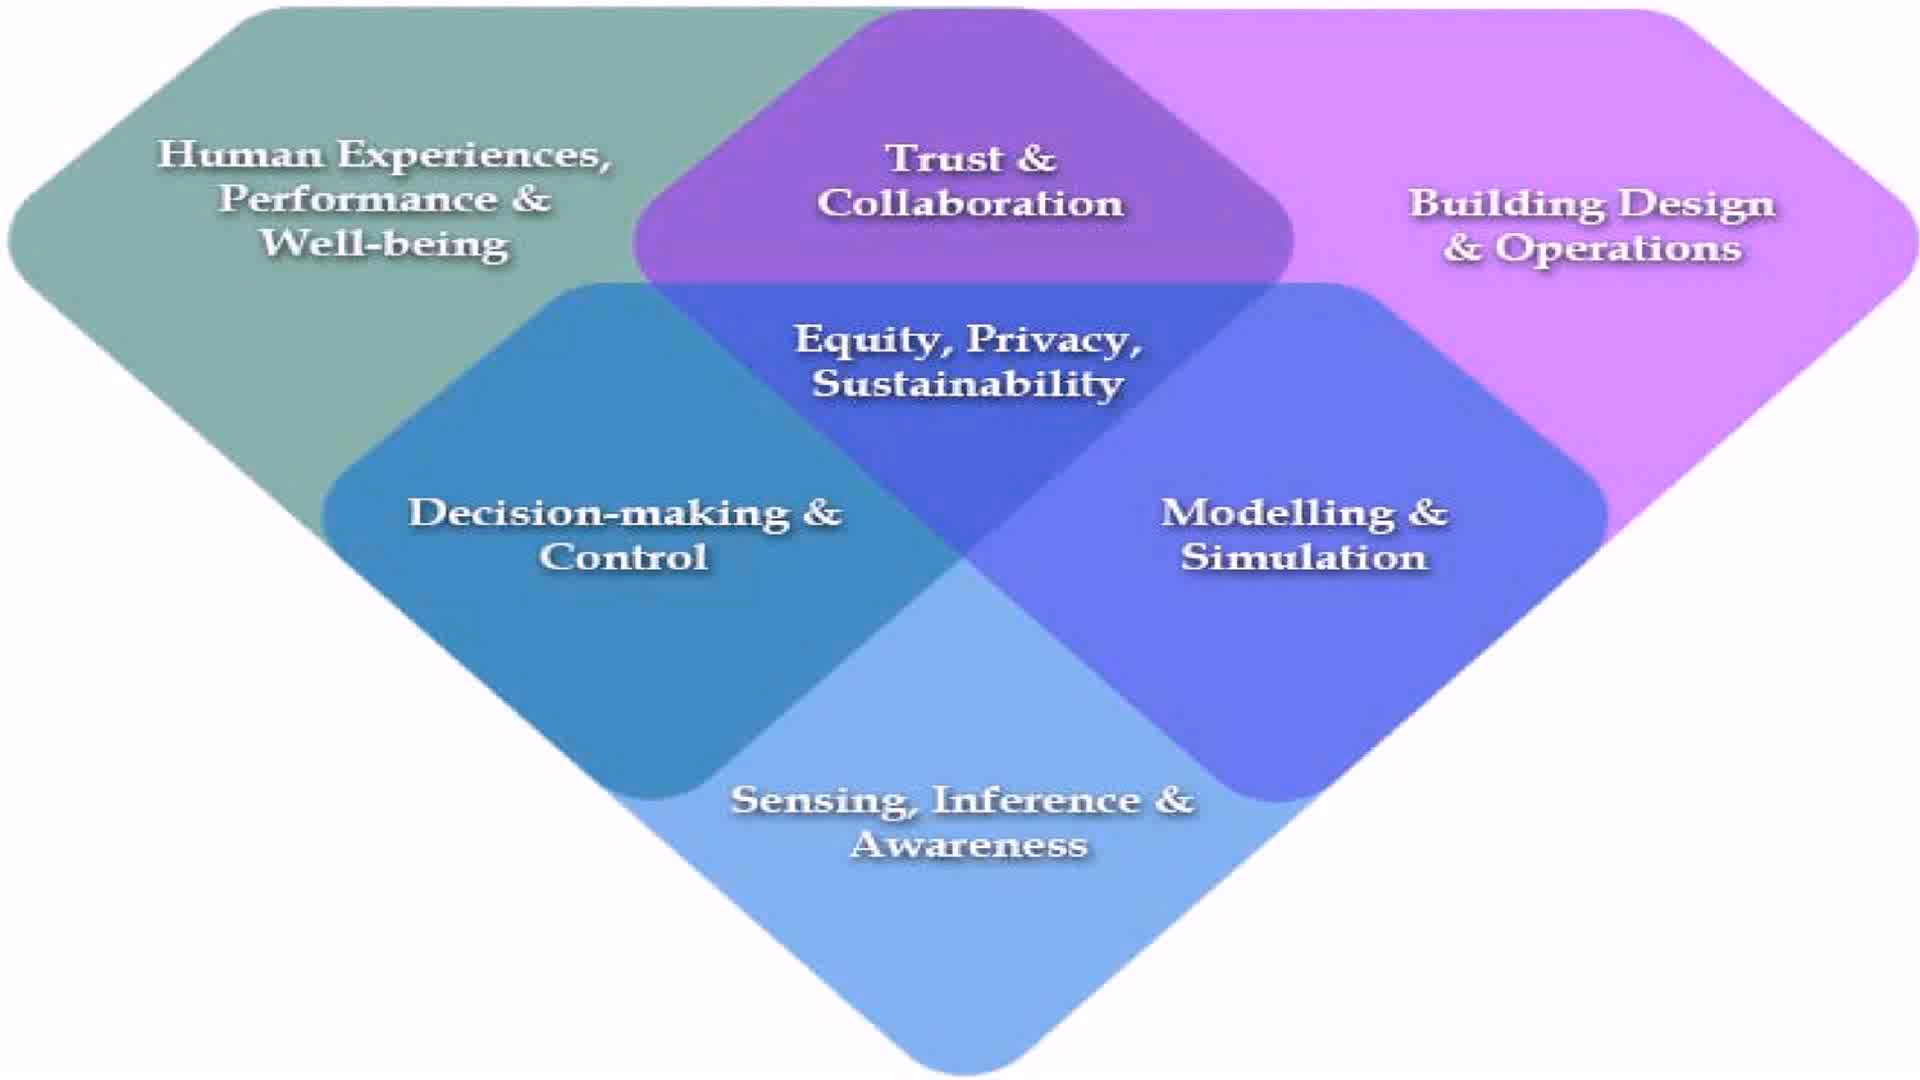 Human Experiences,
Performance &
Well-being
Trust &
Collaboration
Building Design
& Operations
Equity, Privacy,
Sustainability
Decision-making &
Control
Modelling &
Simulation
Sensing, Inference &
Awareness